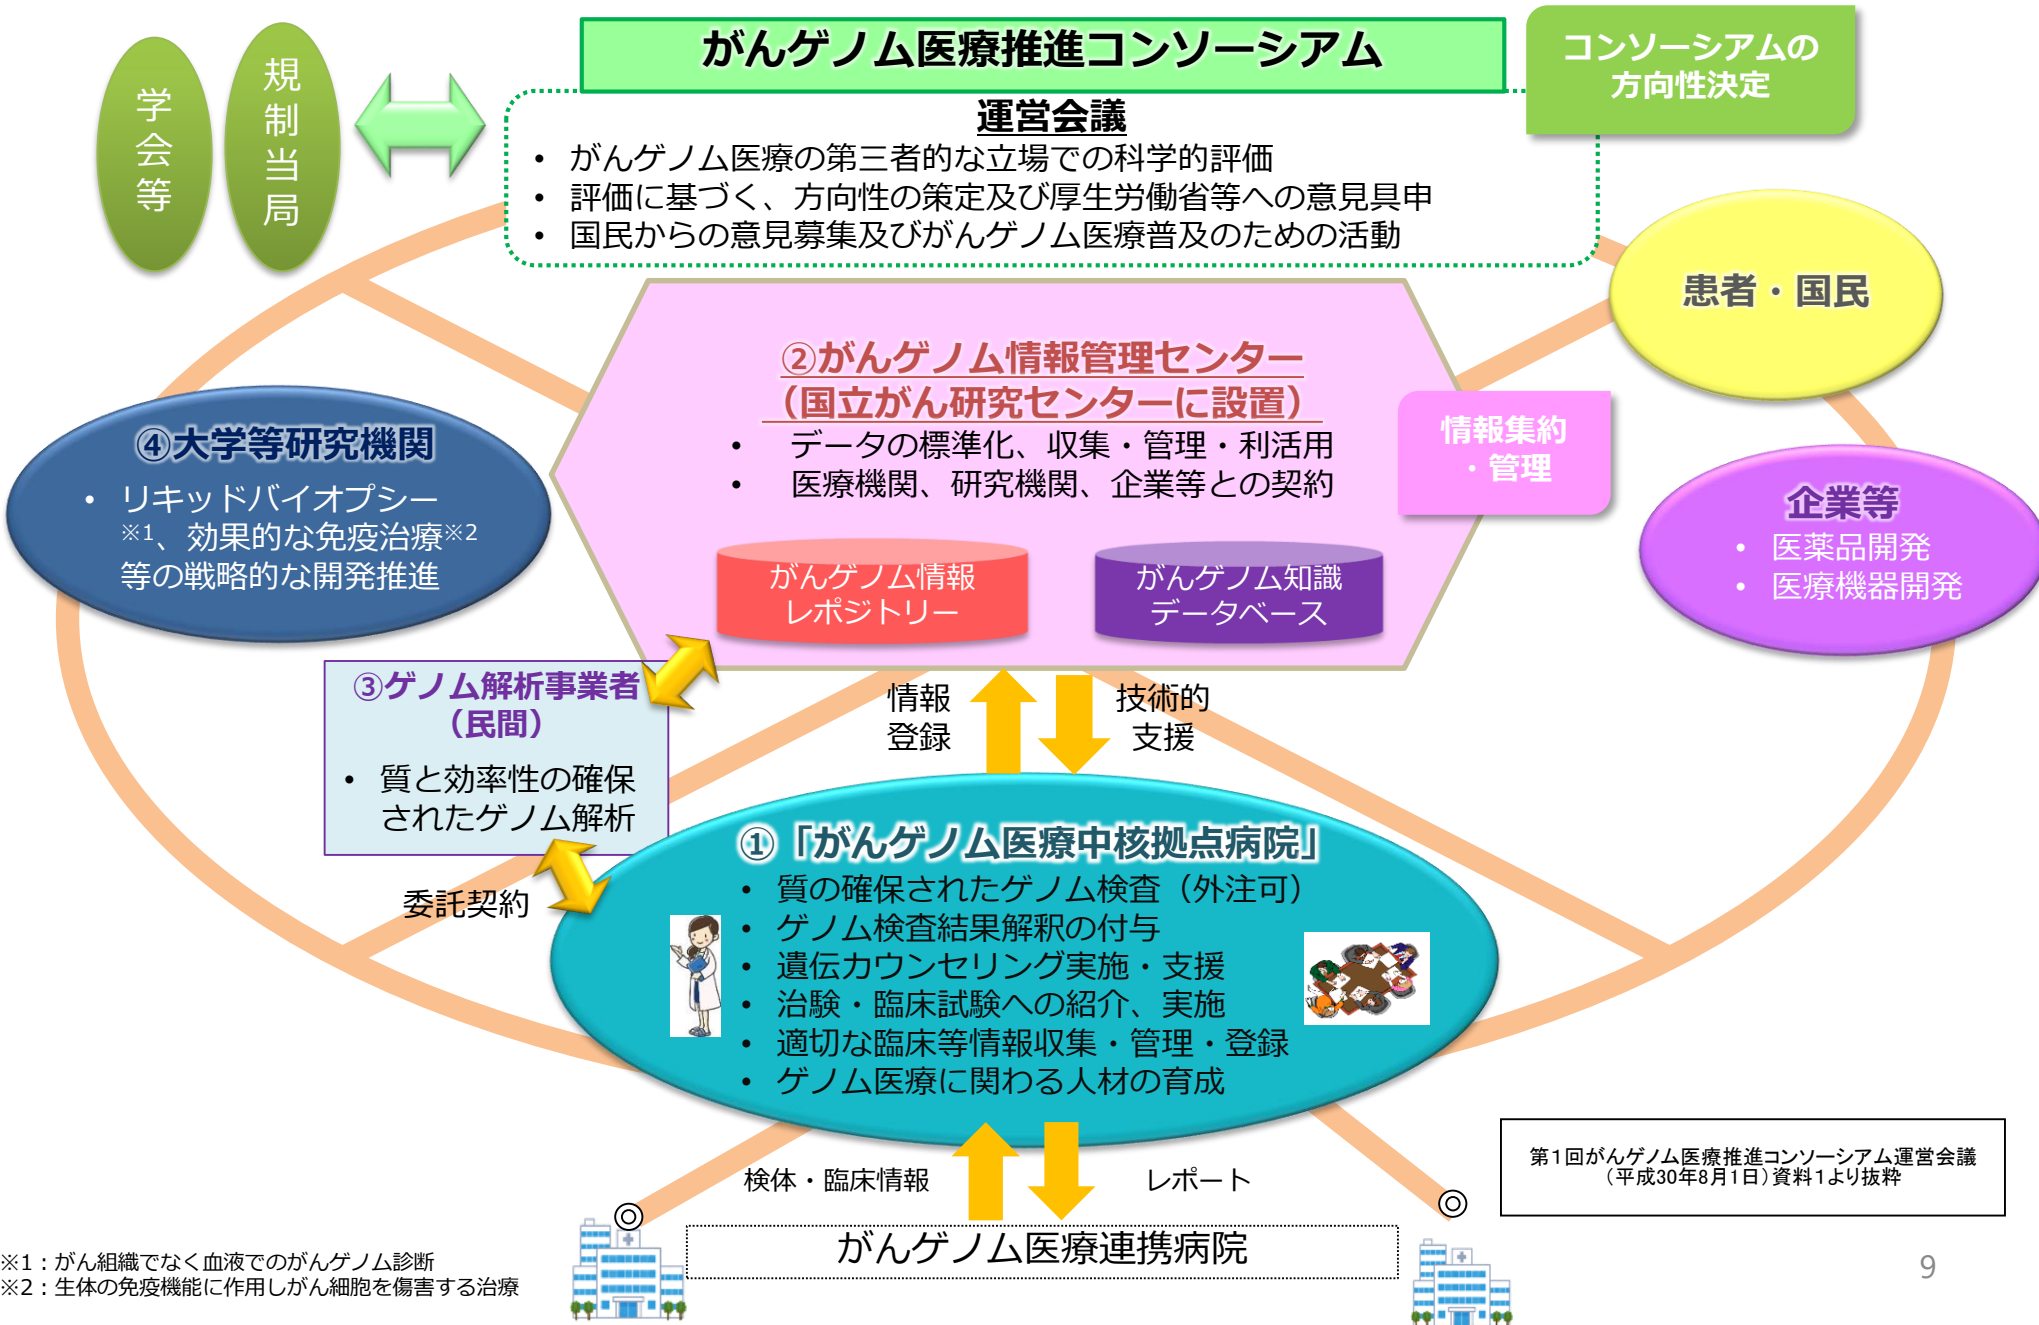 がんゲノム医療推進コンソーシアム
コンソーシアムの
方向性決定
学会等
規制当局
運営会議
• がんゲノム医療の第三者的な立場での科学的評価
• 評価に基づく、方向性の策定及び厚生労働省等への意見具申
• 国民からの意見募集及びがんゲノム医療普及のための活動
患者・国民
②がんゲノム情報管理センター
（国立がん研究センターに設置）
• データの標準化、収集・管理・利活用
• 医療機関、研究機関、企業等との契約
情報集約
・管理
がんゲノム情報
レポジトリー
がんゲノム知識
データベース
④大学等研究機関
• リキッドバイオプシー
※1、効果的な免疫治療※2
等の戦略的な開発推進
企業等
• 医薬品開発
• 医療機器開発
③ゲノム解析事業者
（民間）
• 質と効率性の確保
されたゲノム解析
情報
登録
技術的
支援
委託契約
①「がんゲノム医療中核拠点病院」
• 質の確保されたゲノム検査（外注可）
• ゲノム検査結果解釈の付与
• 遺伝カウンセリング実施・支援
• 治験・臨床試験への紹介、実施
• 適切な臨床等情報収集・管理・登録
• ゲノム医療に関わる人材の育成
検体・臨床情報
レポート
◎
◎
がんゲノム医療連携病院
第1回がんゲノム医療推進コンソーシアム運営会議
（平成30年8月1日）資料1より抜粋
※1：がん組織でなく血液でのがんゲノム診断
※2：生体の免疫機能に作用しがん細胞を傷害する治療
9